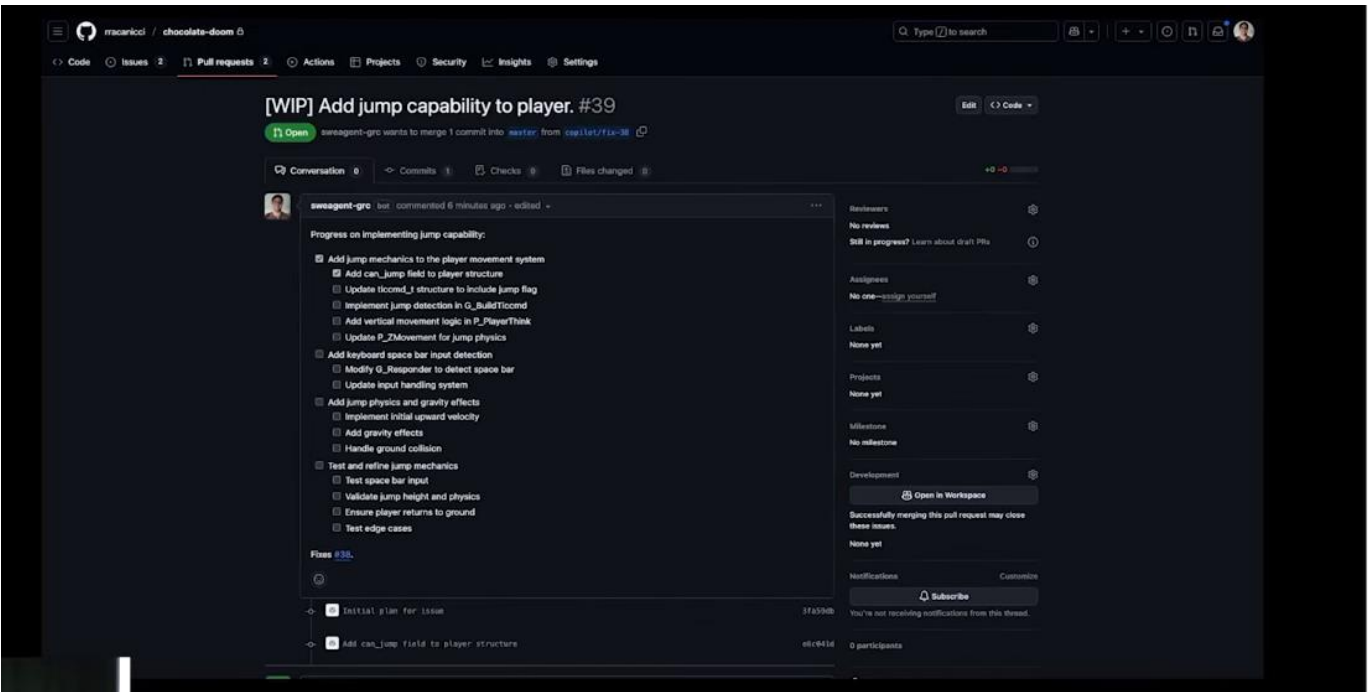 rracaricci / chocolate-doom
Type / to search
Code
Issues 2
Pull requests 2
Actions
Projects
Security
Insights
Settings
[WIP] Add jump capability to player. #39
Edit
Code
Open
sweagent-grc wants to merge 1 commit into master from copilot/fix-38
Conversation 0
Commits 1
Checks 0
Files changed 0
+0 -0
sweagent-grc bot commented 6 minutes ago · edited
Progress on implementing jump capability:
Add jump mechanics to the player movement system
Add can_jump field to player structure
Update ticcmd_t structure to include jump flag
Implement jump detection in G_BuildTiccmd
Add vertical movement logic in P_PlayerThink
Update P_ZMovement for jump physics
Add keyboard space bar input detection
Modify G_Responder to detect space bar
Update input handling system
Add jump physics and gravity effects
Implement initial upward velocity
Add gravity effects
Handle ground collision
Test and refine jump mechanics
Test space bar input
Validate jump height and physics
Ensure player returns to ground
Test edge cases
Fixes #38.
Initial plan for issue 3fa59db
Add can_jump field to player structure e8c041d
Reviewers
No reviews
Still in progress? Learn about draft PRs
Assignees
No one—assign yourself
Labels
None yet
Projects
None yet
Milestone
No milestone
Development
Open in Workspace
Successfully merging this pull request may close
these issues.
None yet
Notifications
Customize
Subscribe
You're not receiving notifications from this thread.
0 participants